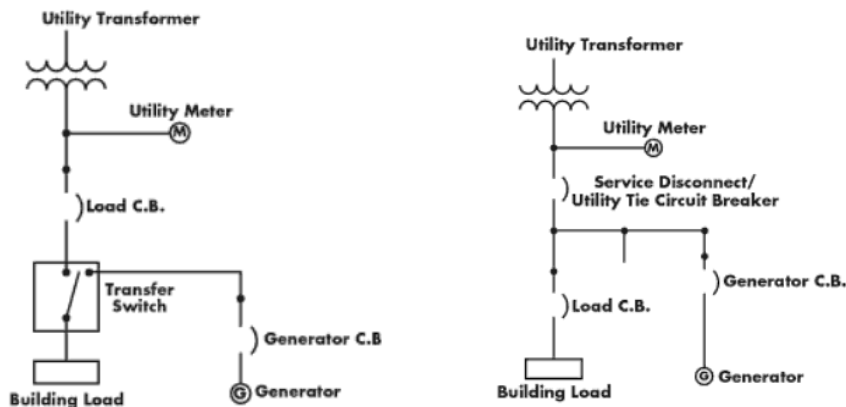 Utility Transformer
Utility Meter
M
Load C.B.
Transfer
Switch
Generator C.B
Building Load
G Generator
Utility Transformer
Utility Meter
M
Service Disconnect/
Utility Tie Circuit Breaker
Generator C.B.
Load C.B.
Building Load
G Generator